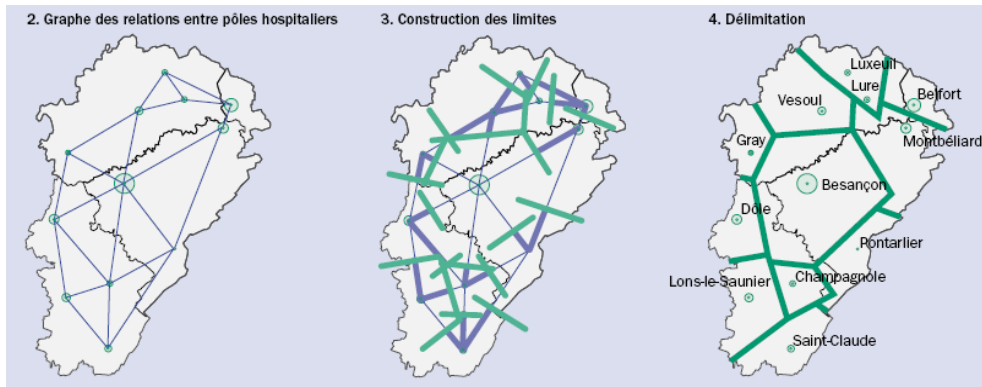 2. Graphe des relations entre pôles hospitaliers
3. Construction des limites
4. Délimitation
Luxeuil
Lure
Belfort
Vesoul
Montbéliard
Gray
Besançon
Dôle
Pontarlier
Champagnole
Lons-le-Saunier
Saint-Claude